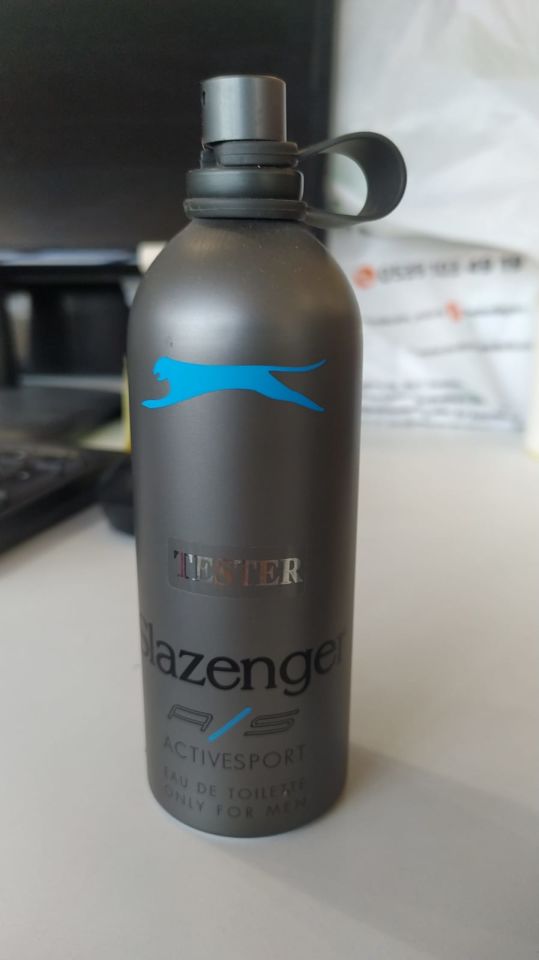 TESTER
Slazenger
A/S
ACTIVESPORT
EAU DE TOILETTE
ONLY FOR MEN